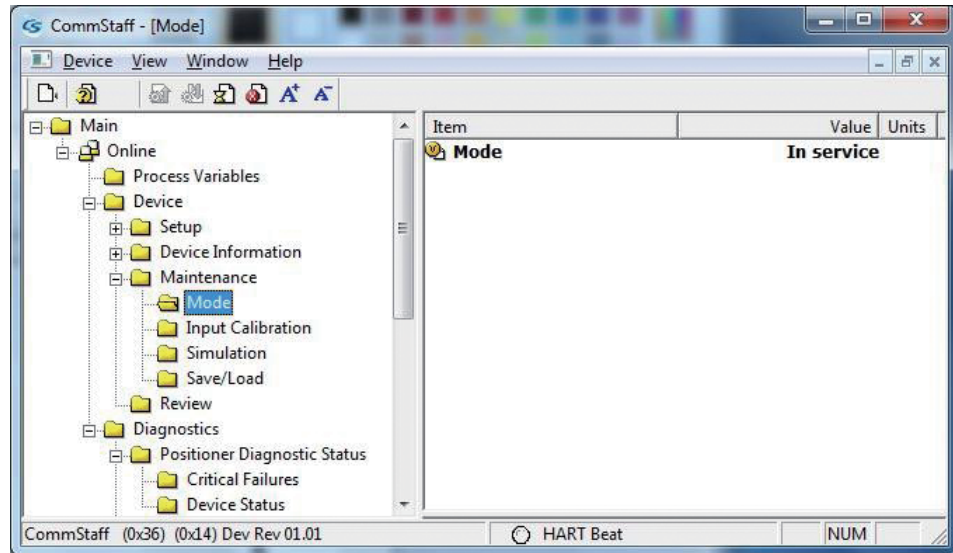 CommStaff - [Mode]
Device View Window Help
A+ A-
Main
Online
Process Variables
Device
Setup
Device Information
Maintenance
Mode
Input Calibration
Simulation
Save/Load
Review
Diagnostics
Positioner Diagnostic Status
Critical Failures
Device Status
Item Value Units
Mode In service
CommStaff (0x36) (0x14) Dev Rev 01.01 HART Beat NUM